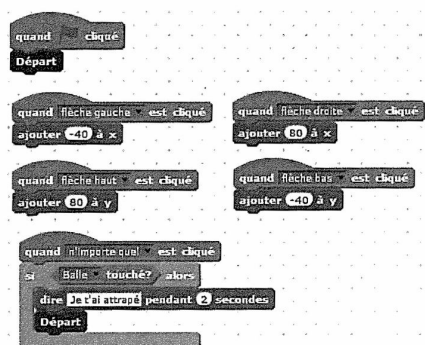 quand cliqué
Départ
quand flèche gauche est cliqué
ajouter -40 à x
quand flèche droite est cliqué
ajouter 80 à x
quand flèche haut est cliqué
ajouter 80 à y
quand flèche bas est cliqué
ajouter -40 à y
quand n'importe quel est cliqué
si Balle touché? alors
dire Je t'ai attrapé pendant 2 secondes
Départ